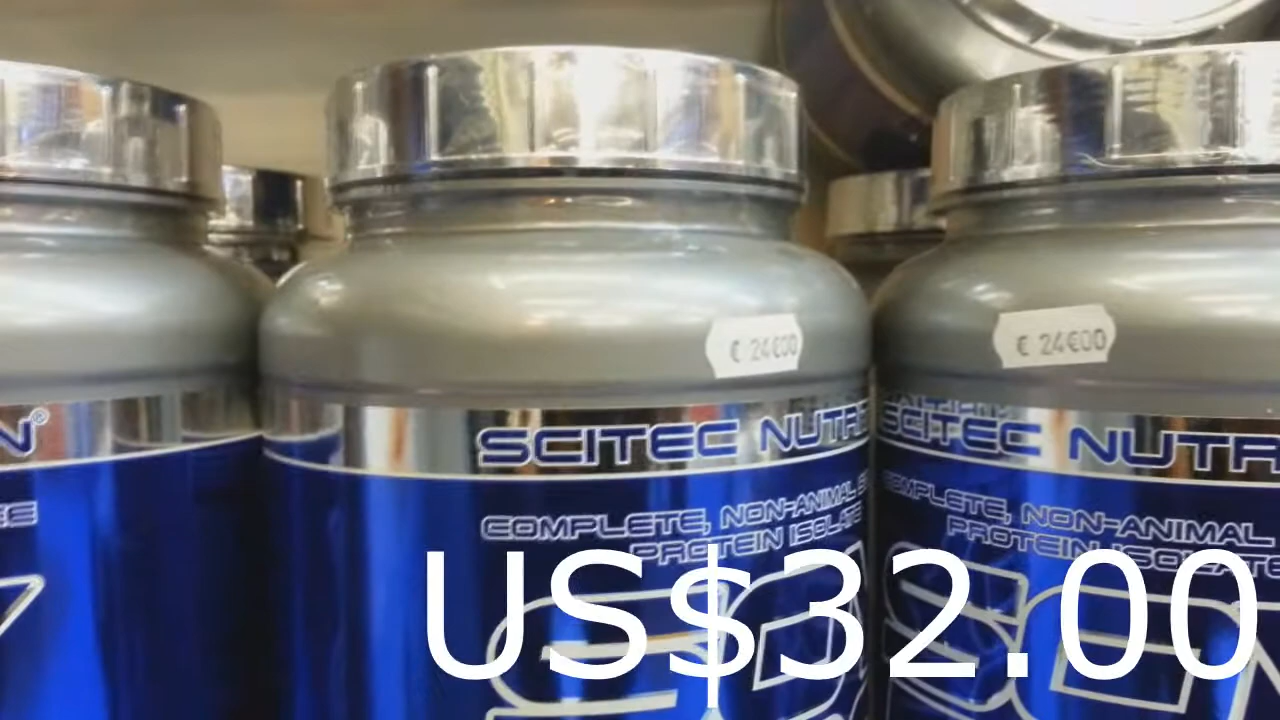 € 24€00
€ 24€00
N®
SCITEC NUTRI
SCITEC NUTR
COMPLETE, NON-ANIMAL
PROTEIN ISOLATE
COMPLETE, NON-ANIMAL
PROTEIN ISOLATE
US$32.00